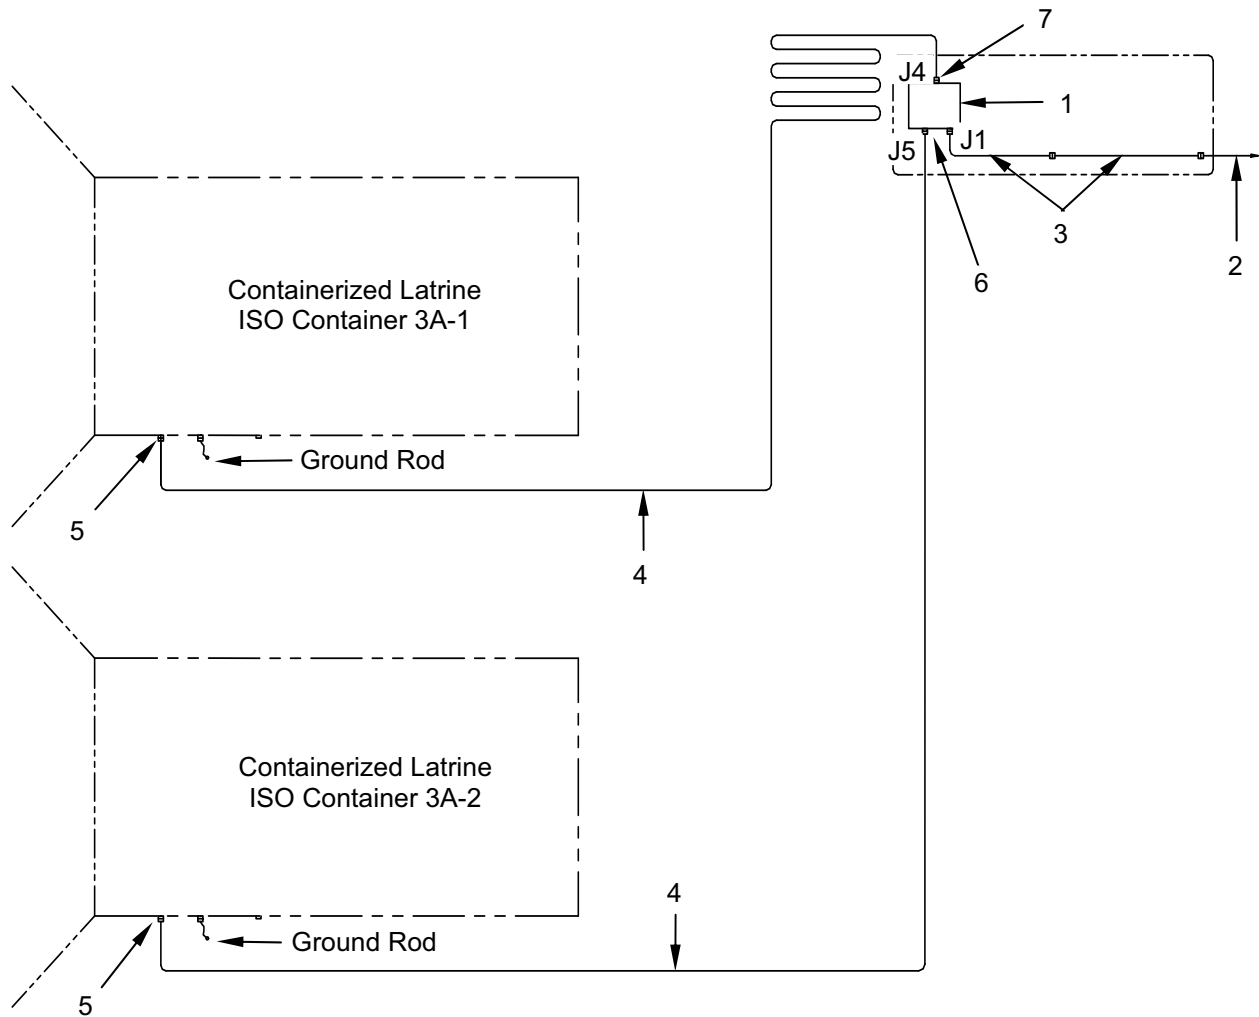 7
J4
1
J5
J1
3
2
6
Containerized Latrine
ISO Container 3A-1
Ground Rod
5
4
Containerized Latrine
ISO Container 3A-2
4
Ground Rod
5